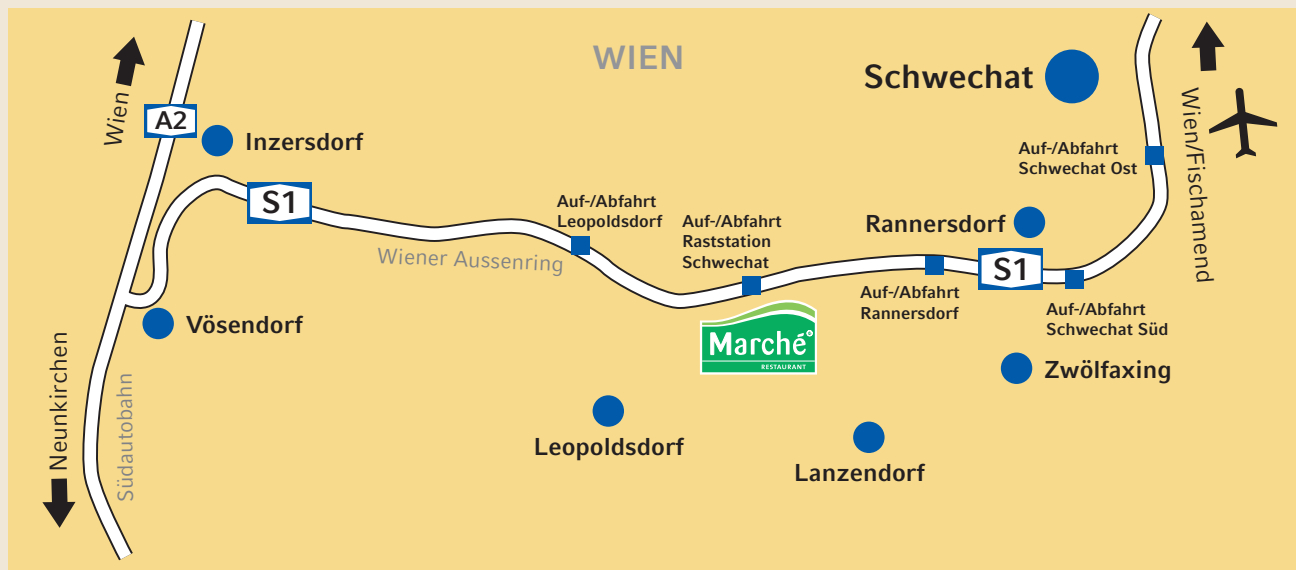 WIEN
Schwechat
Wien
A2
Inzersdorf
Wien/Fischamend
Auf-/Abfahrt
Schwechat Ost
S1
Auf-/Abfahrt
Leopoldsdorf
Auf-/Abfahrt
Raststation
Schwechat
Rannersdorf
Wiener Aussenring
S1
Auf-/Abfahrt
Rannersdorf
Auf-/Abfahrt
Schwechat Süd
Vösendorf
Marché®
RESTAURANT
Neunkirchen
Südautobahn
Zwölfaxing
Leopoldsdorf
Lanzendorf